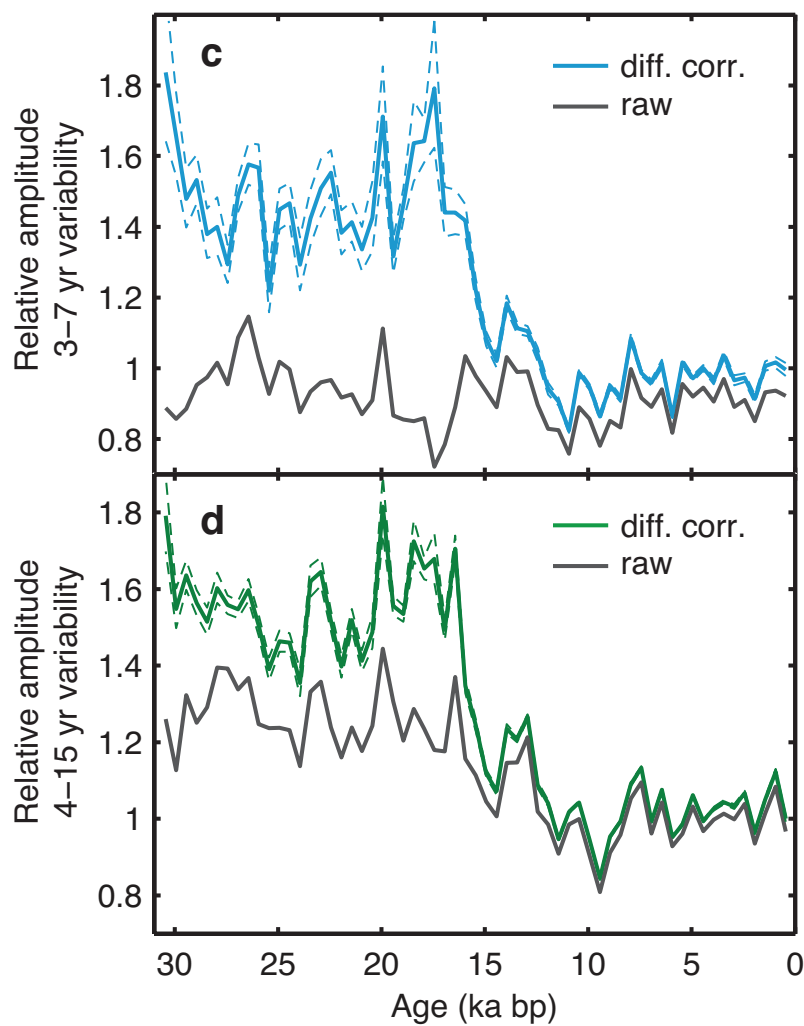 c
diff. corr.
raw
Relative amplitude
3–7 yr variability
1.8
1.6
1.4
1.2
1
0.8
d
diff. corr.
raw
Relative amplitude
4–15 yr variability
1.8
1.6
1.4
1.2
1
0.8
30 25 20 15 10 5 0
Age (ka bp)